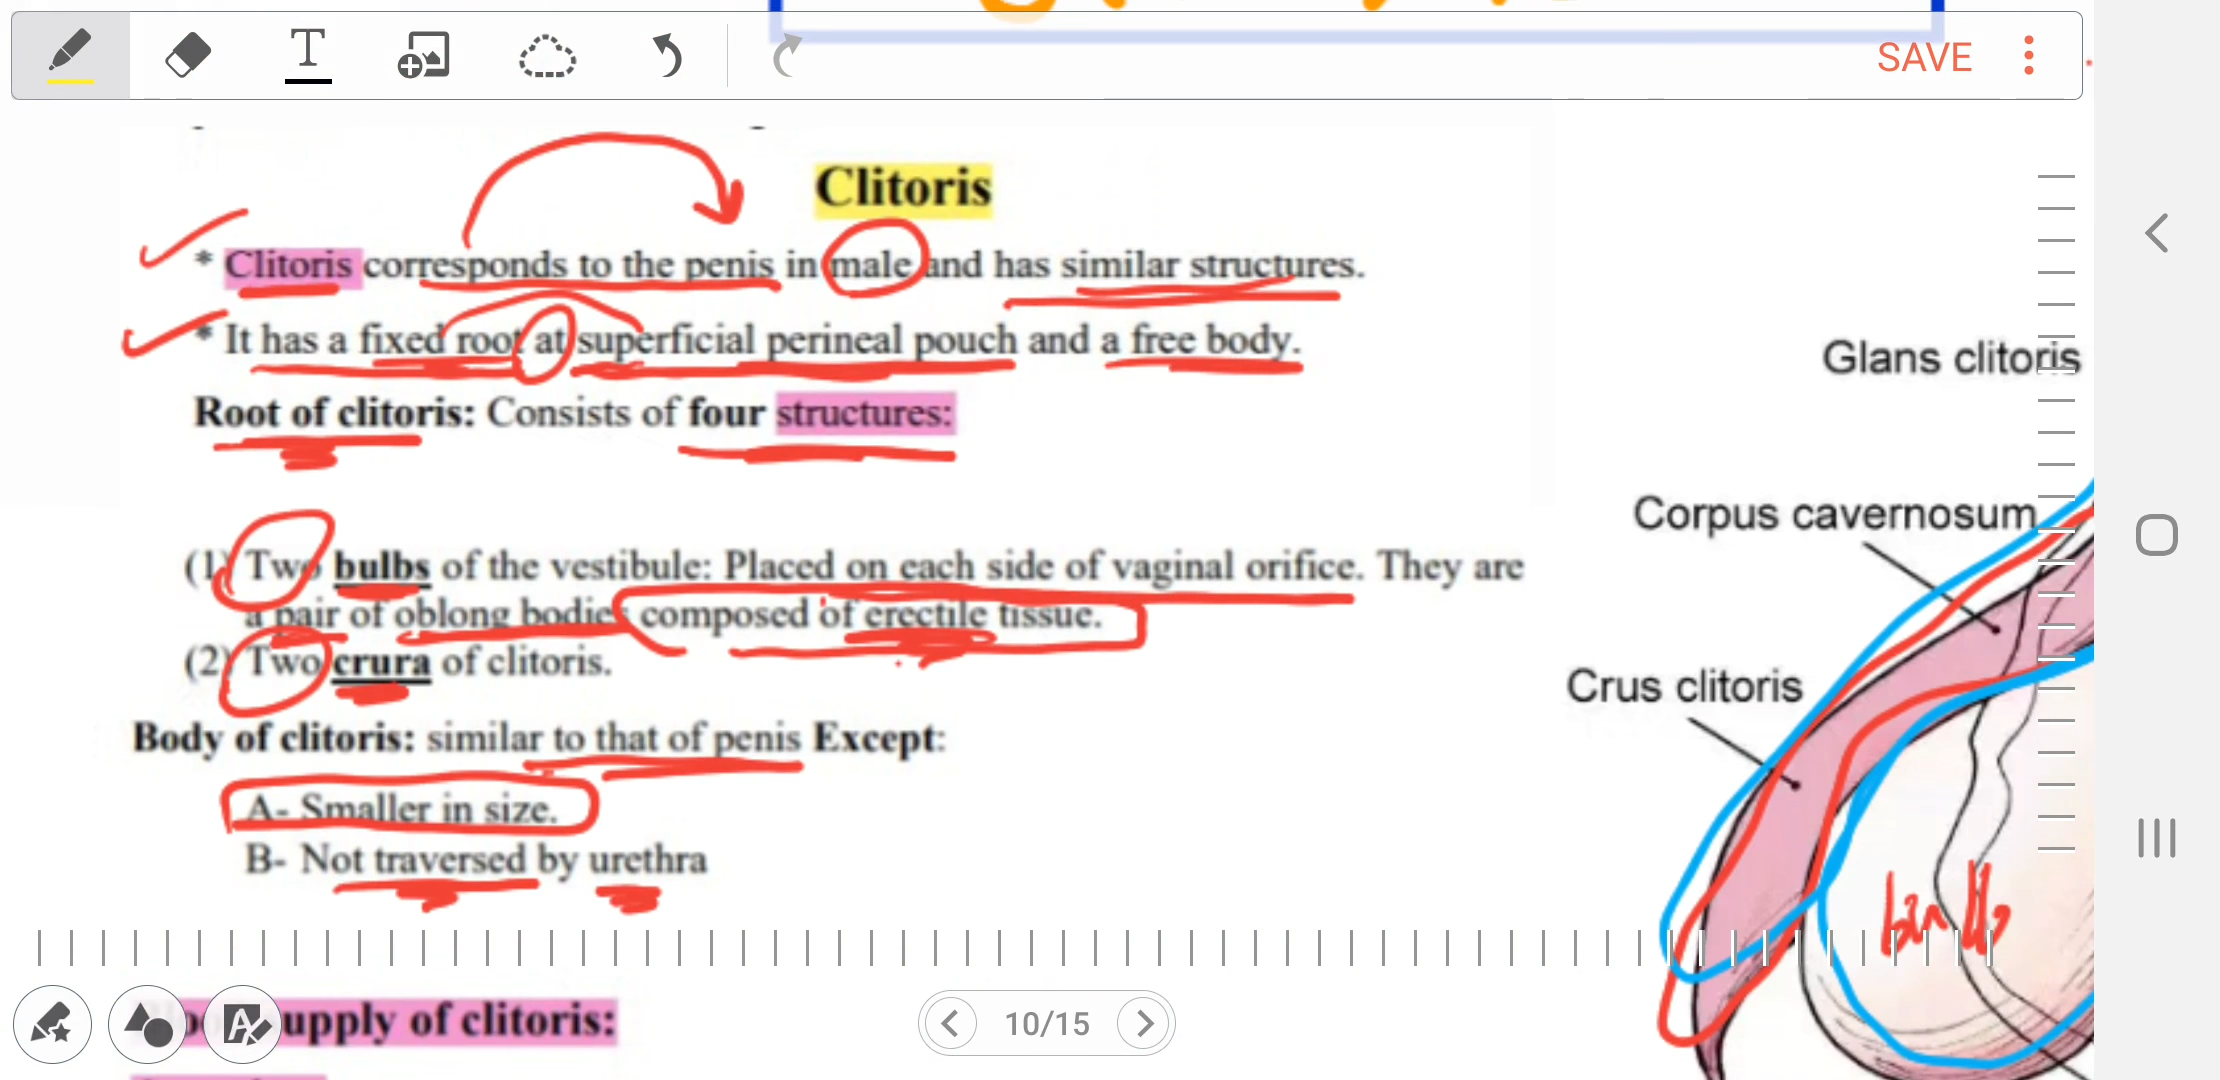 T
SAVE
Clitoris
* Clitoris corresponds to the penis in male and has similar structures.
* It has a fixed root at superficial perineal pouch and a free body.
Root of clitoris: Consists of four structures:
(1) Two bulbs of the vestibule: Placed on each side of vaginal orifice. They are
a pair of oblong bodies composed of erectile tissue.
(2) Two crura of clitoris.
Body of clitoris: similar to that of penis Except:
A- Smaller in size.
B- Not traversed by urethra
upply of clitoris:
10/15
Glans clitoris
Corpus cavernosum
Crus clitoris